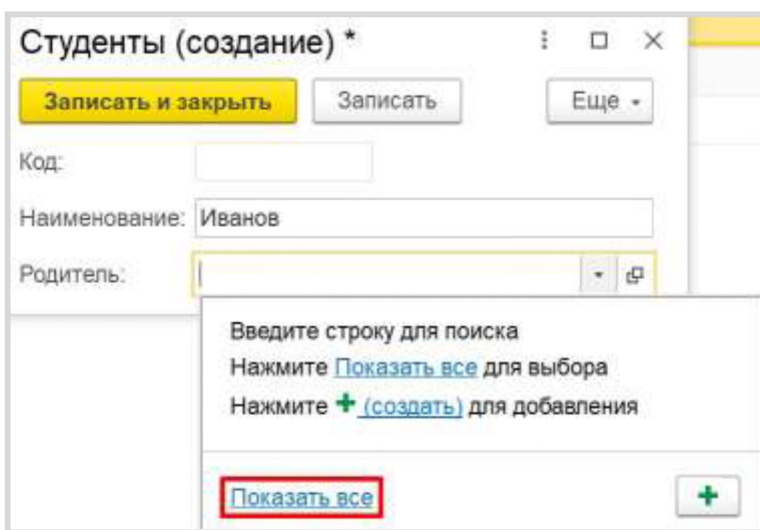 Студенты (создание) *
Записать и закрыть Записать Еще
Код:
Наименование: Иванов
Родитель:
Введите строку для поиска
Нажмите Показать все для выбора
Нажмите + (создать) для добавления
Показать все